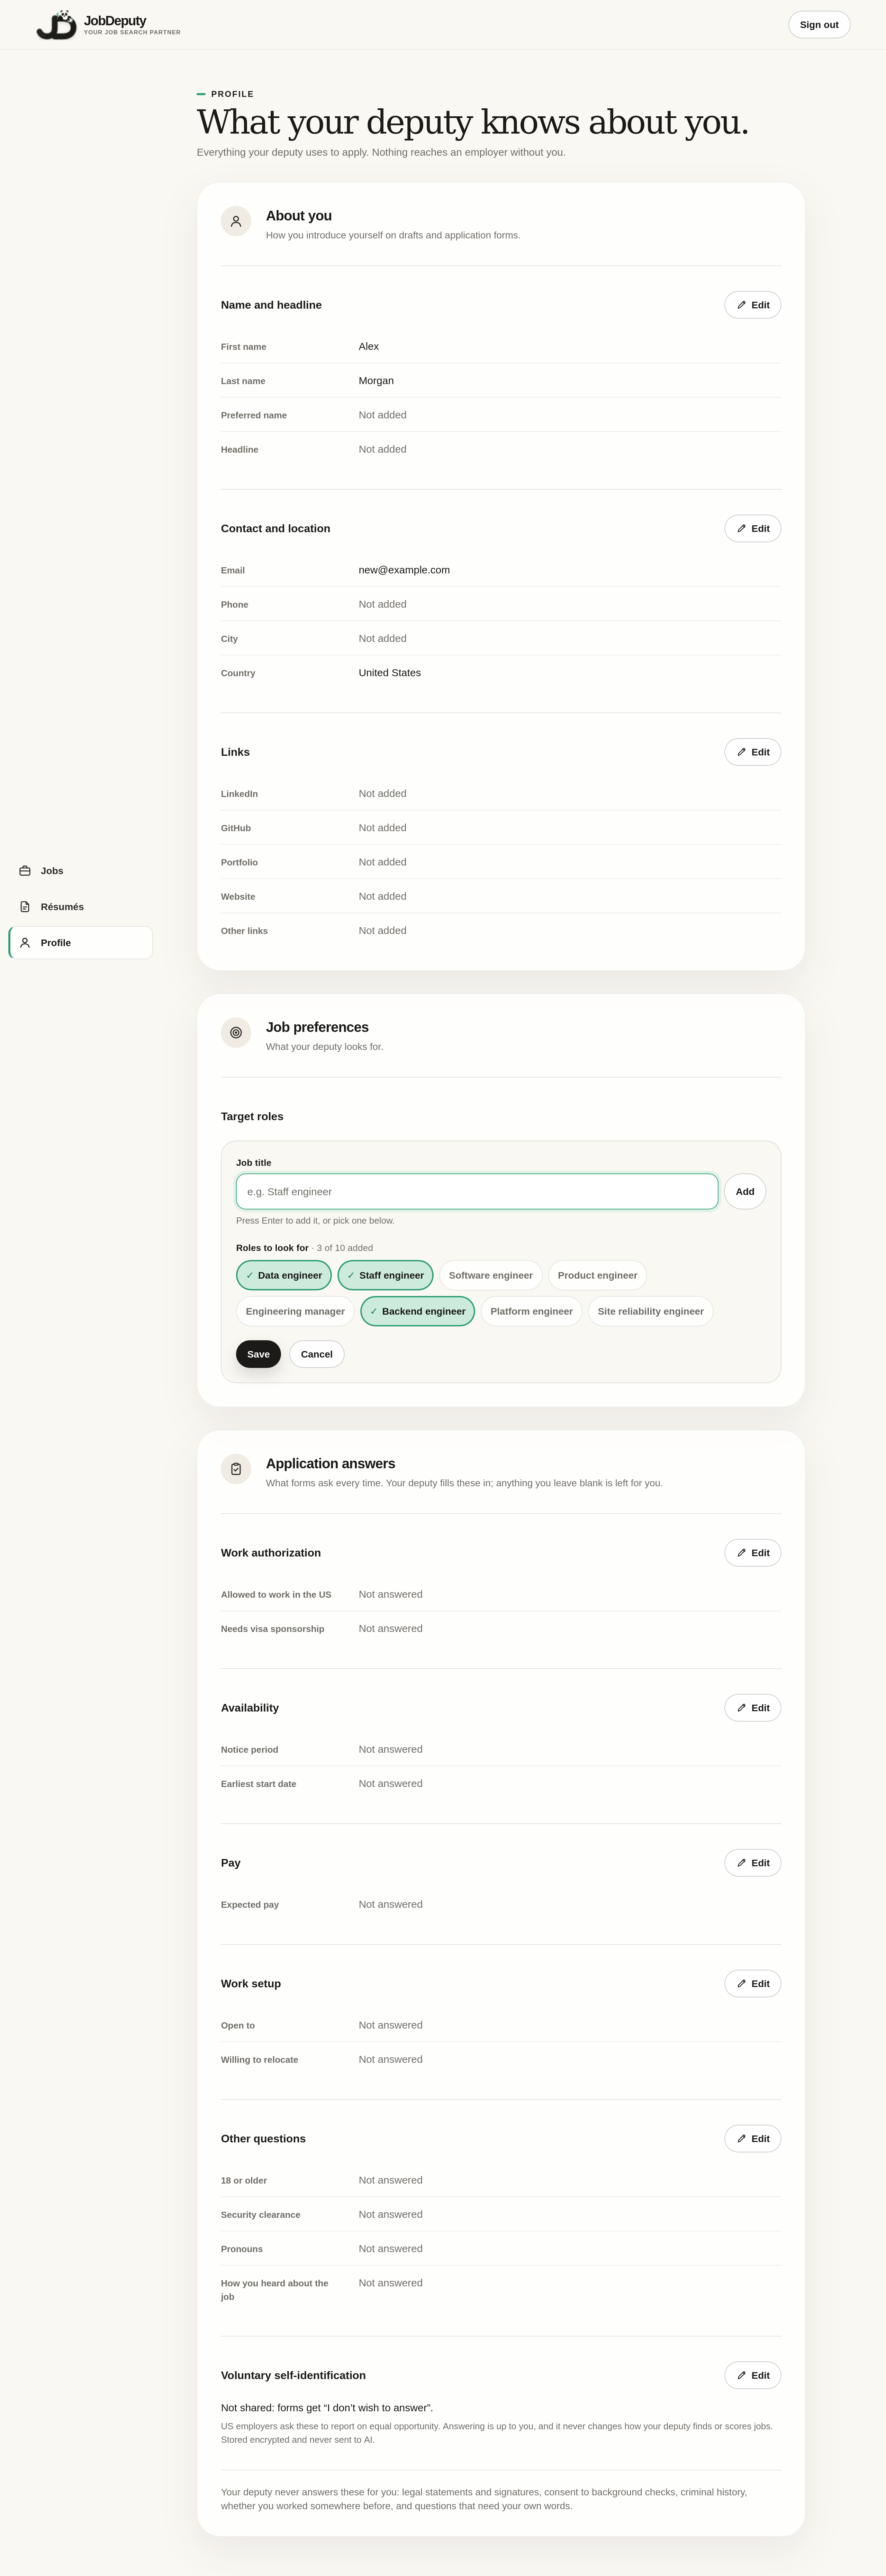 JobDeputy
YOUR JOB SEARCH PARTNER
Sign out
PROFILE
What your deputy knows about you.
Everything your deputy uses to apply. Nothing reaches an employer without you.
About you
How you introduce yourself on drafts and application forms.
Name and headline
Edit
First name
Alex
Last name
Morgan
Preferred name
Not added
Headline
Not added
Contact and location
Edit
Email
new@example.com
Phone
Not added
City
Not added
Country
United States
Links
Edit
LinkedIn
Not added
GitHub
Not added
Portfolio
Not added
Website
Not added
Other links
Not added
Jobs
Résumés
Profile
Job preferences
What your deputy looks for.
Target roles
Job title
e.g. Staff engineer
Add
Press Enter to add it, or pick one below.
Roles to look for · 3 of 10 added
✓ Data engineer
✓ Staff engineer
Software engineer
Product engineer
Engineering manager
✓ Backend engineer
Platform engineer
Site reliability engineer
Save
Cancel
Application answers
What forms ask every time. Your deputy fills these in; anything you leave blank is left for you.
Work authorization
Edit
Allowed to work in the US
Not answered
Needs visa sponsorship
Not answered
Availability
Edit
Notice period
Not answered
Earliest start date
Not answered
Pay
Edit
Expected pay
Not answered
Work setup
Edit
Open to
Not answered
Willing to relocate
Not answered
Other questions
Edit
18 or older
Not answered
Security clearance
Not answered
Pronouns
Not answered
How you heard about the
job
Not answered
Voluntary self-identification
Edit
Not shared: forms get “I don’t wish to answer”.
US employers ask these to report on equal opportunity. Answering is up to you, and it never changes how your deputy finds or scores jobs.
Stored encrypted and never sent to AI.
Your deputy never answers these for you: legal statements and signatures, consent to background checks, criminal history,
whether you worked somewhere before, and questions that need your own words.